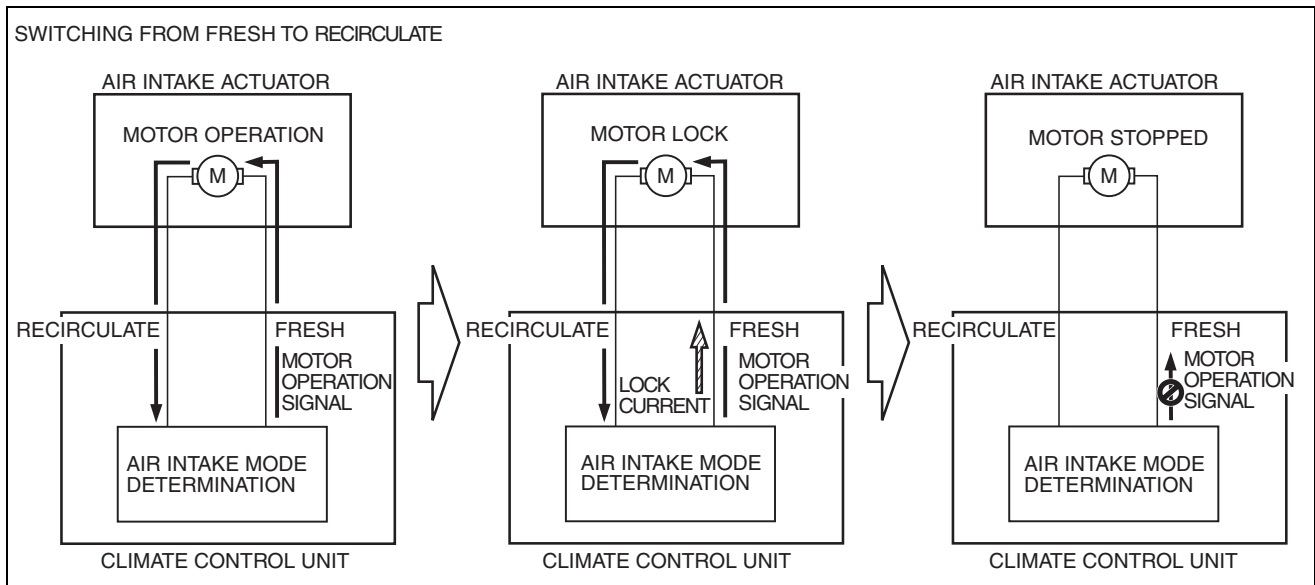 SWITCHING FROM FRESH TO RECIRCULATE
AIR INTAKE ACTUATOR
MOTOR OPERATION
M
RECIRCULATE
FRESH
MOTOR
OPERATION
SIGNAL
AIR INTAKE MODE
DETERMINATION
CLIMATE CONTROL UNIT
AIR INTAKE ACTUATOR
MOTOR LOCK
M
RECIRCULATE
FRESH
LOCK
CURRENT
MOTOR
OPERATION
SIGNAL
AIR INTAKE MODE
DETERMINATION
CLIMATE CONTROL UNIT
AIR INTAKE ACTUATOR
MOTOR STOPPED
M
RECIRCULATE
FRESH
MOTOR
OPERATION
SIGNAL
AIR INTAKE MODE
DETERMINATION
CLIMATE CONTROL UNIT